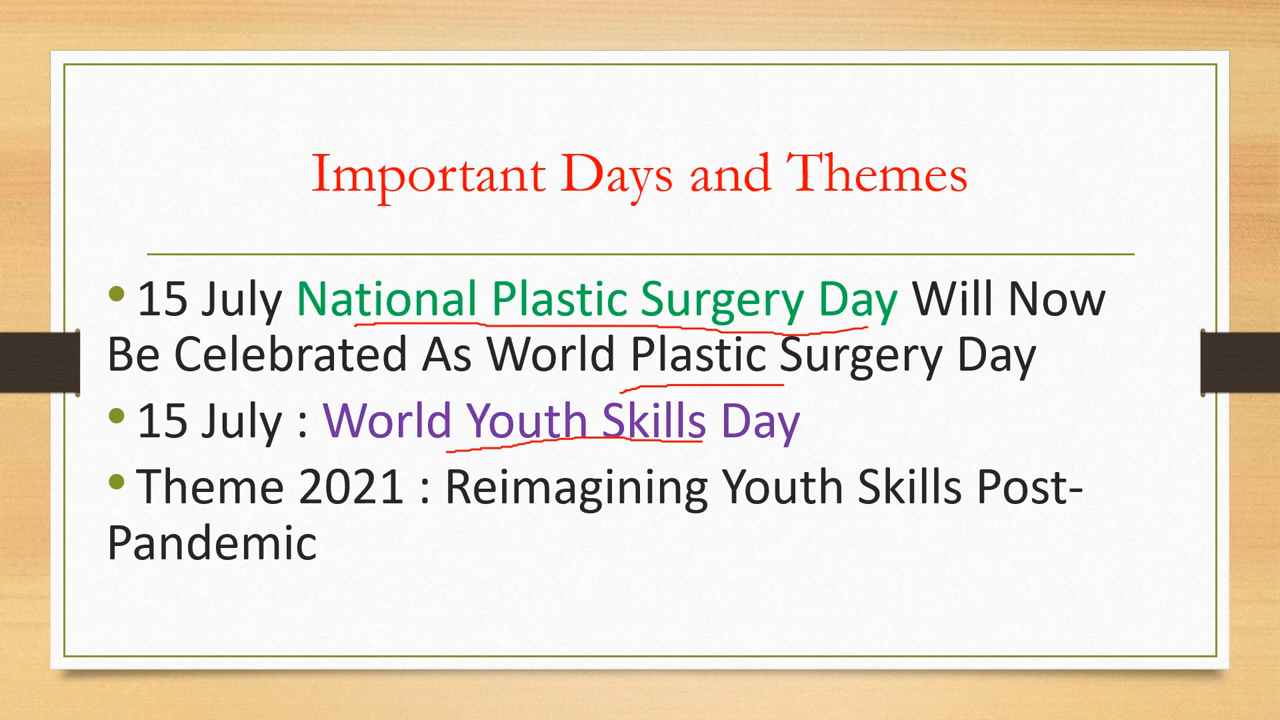 Important Days and Themes
• 15 July National Plastic Surgery Day Will Now
Be Celebrated As World Plastic Surgery Day
• 15 July : World Youth Skills Day
• Theme 2021 : Reimagining Youth Skills Post-
Pandemic